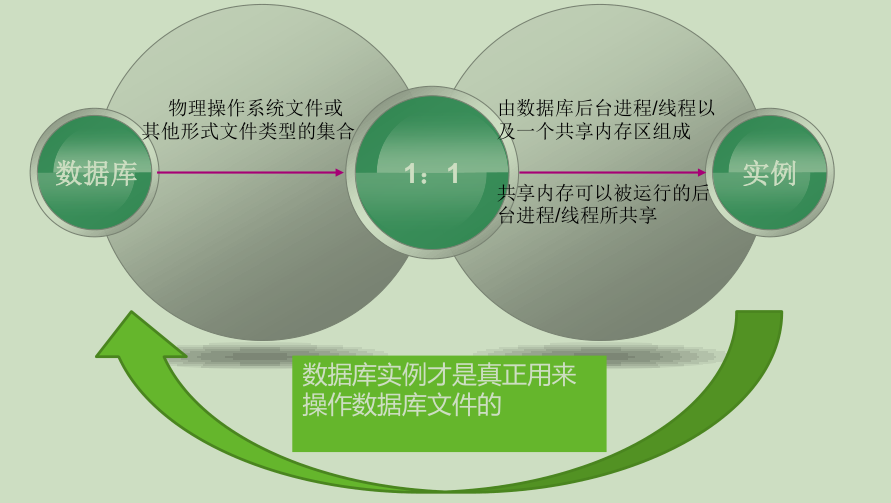 物理操作系统文件或
其他形式文件类型的集合
由数据库后台进程/线程以
及一个共享内存区组成
数据库
1：1
实例
共享内存可以被运行的后
台进程/线程所共享
数据库实例才是真正用来
操作数据库文件的